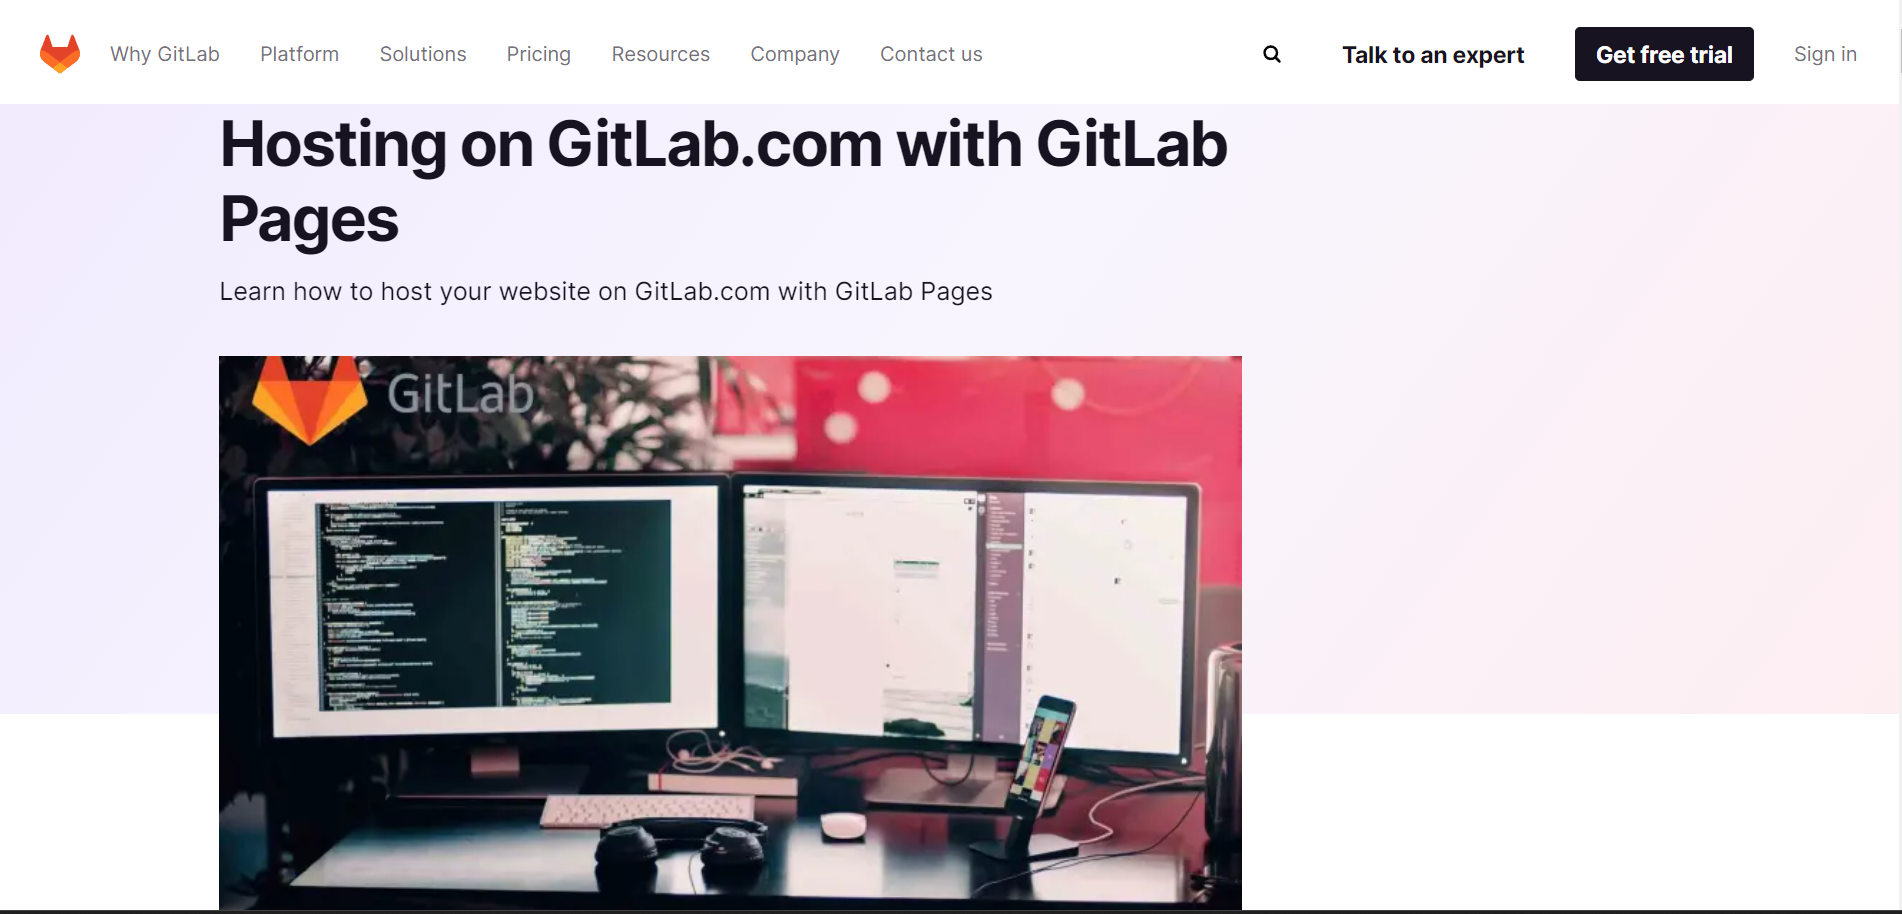 Why GitLab
Platform
Solutions
Pricing
Resources
Company
Contact us
Talk to an expert
Get free trial
Sign in
Hosting on GitLab.com with GitLab
Pages
Learn how to host your website on GitLab.com with GitLab Pages
GitLab